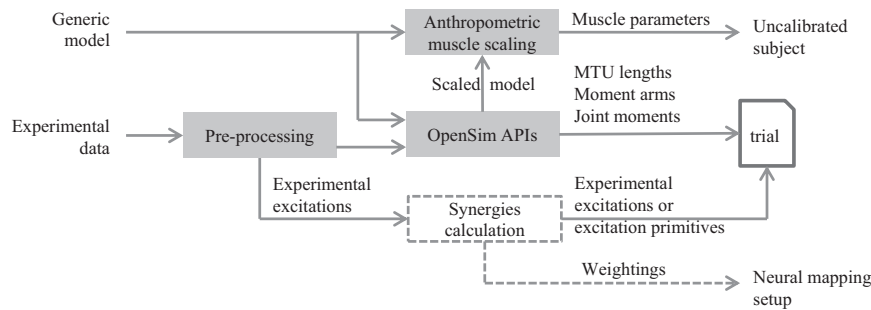 Generic
model
Anthropometric
muscle scaling
Muscle parameters
Uncalibrated
subject
Scaled model
MTU lengths
Moment arms
Joint moments
Experimental
data
Pre-processing
OpenSim APIs
trial
Experimental
excitations
Synergies
calculation
Experimental
excitations or
excitation primitives
Weightings
Neural mapping
setup